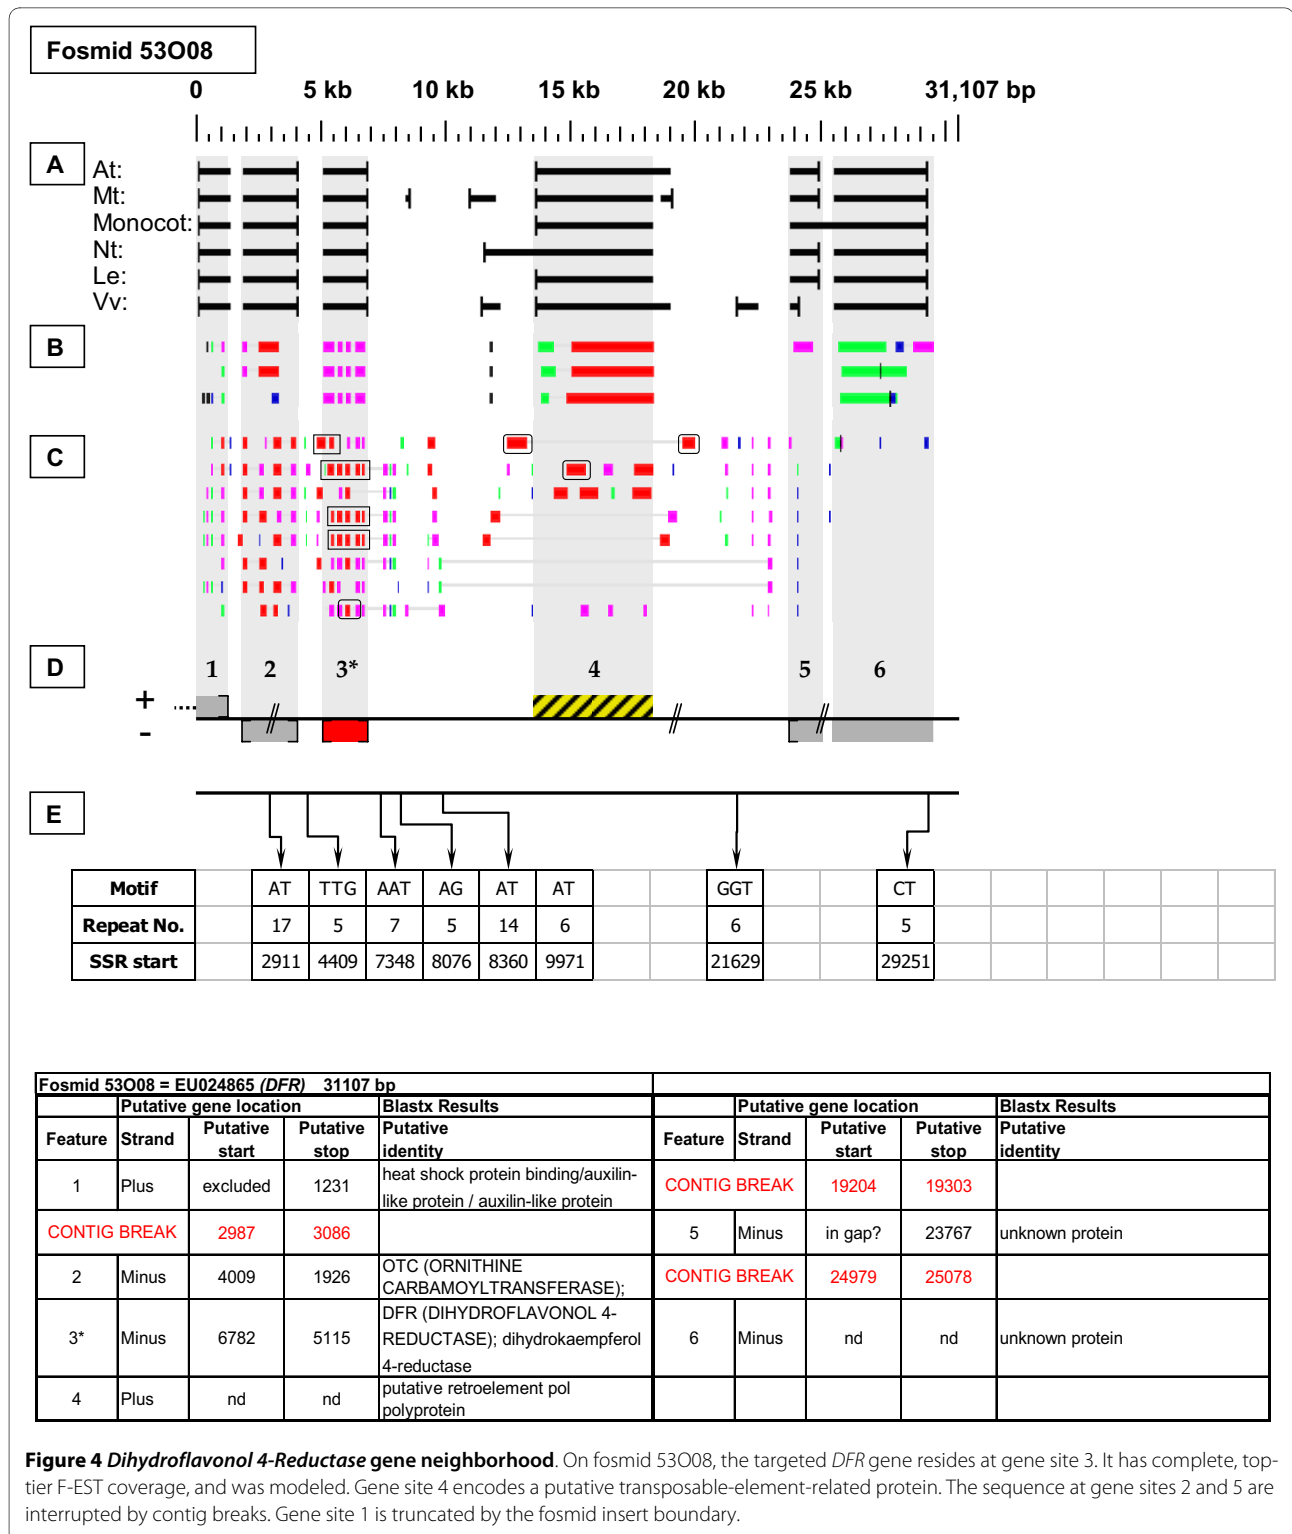 Fosmid 53O08
0 5 kb 10 kb 15 kb 20 kb 25 kb 31,107 bp
A
At:
Mt:
Monocot:
Nt:
Le:
Vv:
B
C
D
1 2 3* 4 5 6
+
-
E
Motif AT TTG AAT AG AT AT GGT CT
Repeat No. 17 5 7 5 14 6 6 5
SSR start 2911 4409 7348 8076 8360 9971 21629 29251
Fosmid 53O08 = EU024865 (DFR) 31107 bp
Putative gene location Blastx Results Putative gene location Blastx Results
Feature Strand Putative start Putative stop Putative identity Feature Strand Putative start Putative stop Putative identity
1 Plus excluded 1231 heat shock protein binding/auxilin-like protein / auxilin-like protein CONTIG BREAK 19204 19303
CONTIG BREAK 2987 3086 5 Minus in gap? 23767 unknown protein
2 Minus 4009 1926 OTC (ORNITHINE CARBAMOYLTRANSFERASE); CONTIG BREAK 24979 25078
3* Minus 6782 5115 DFR (DIHYDROFLAVONOL 4-REDUCTASE); dihydrokaempferol 4-reductase 6 Minus nd nd unknown protein
4 Plus nd nd putative retroelement pol polyprotein
Figure 4 Dihydroflavonol 4-Reductase gene neighborhood. On fosmid 53O08, the targeted DFR gene resides at gene site 3. It has complete, top-
tier F-EST coverage, and was modeled. Gene site 4 encodes a putative transposable-element-related protein. The sequence at gene sites 2 and 5 are
interrupted by contig breaks. Gene site 1 is truncated by the fosmid insert boundary.